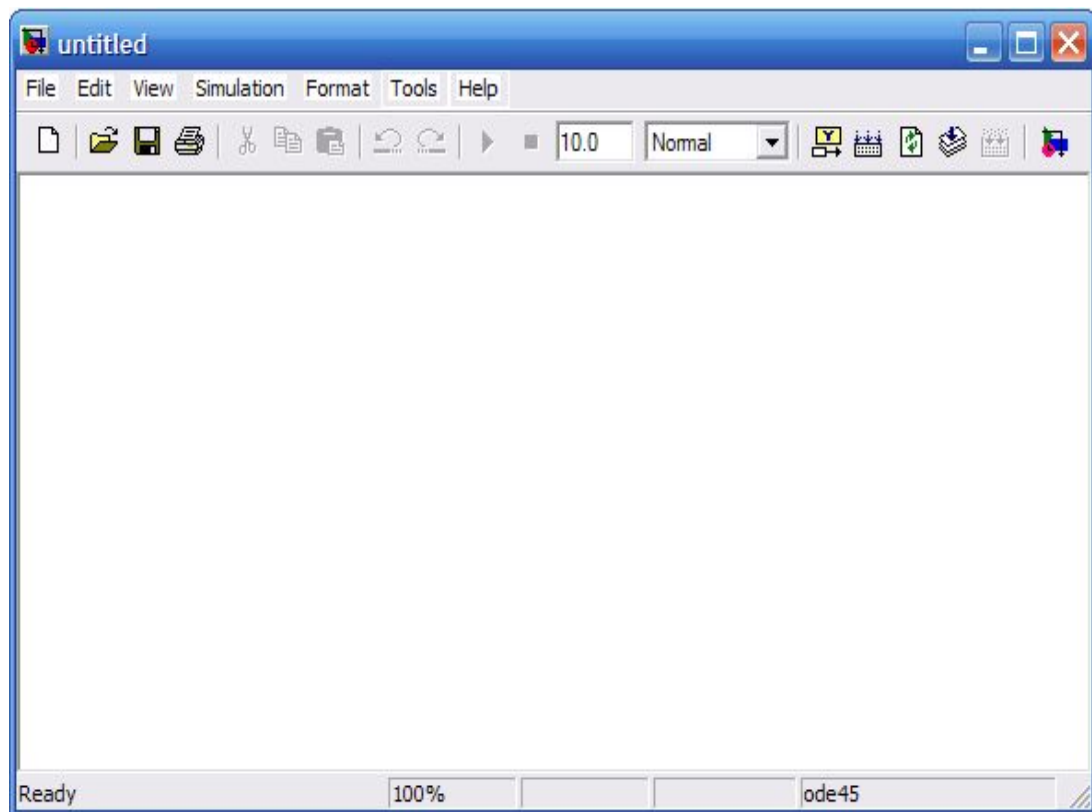 untitled
File Edit View Simulation Format Tools Help
10.0 Normal Y
Ready 100% ode45